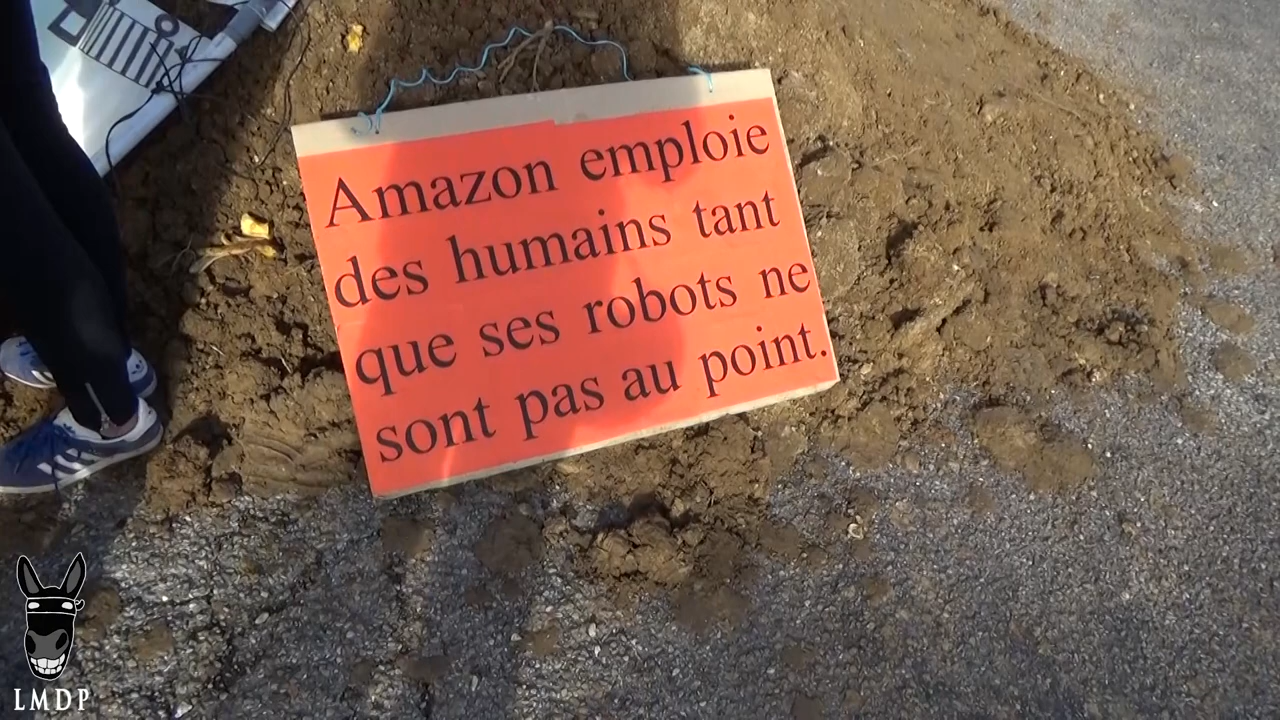 Amazon emploie
des humains tant
que ses robots ne
sont pas au point.
LMDP